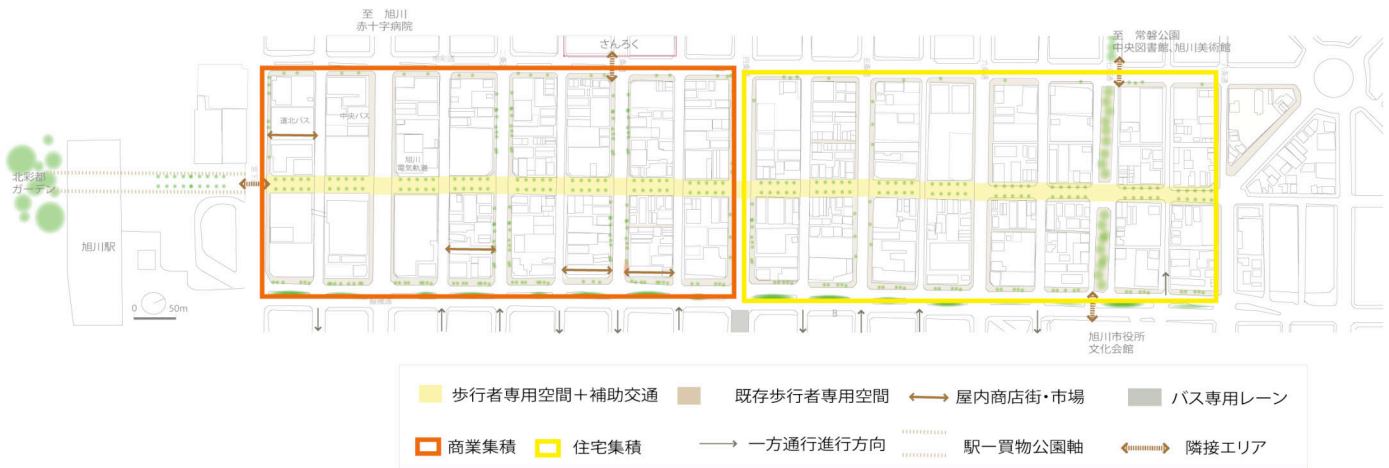 至 旭川
赤十字病院
さんろく
至 常磐公園
中央図書館、旭川美術館
道北バス
中央バス
旭川
電気軌道
北彩都
ガーデン
旭川駅
0 50m
旭川市役所
文化会館
歩行者専用空間＋補助交通
既存歩行者専用空間
屋内商店街・市場
バス専用レーン
商業集積
住宅集積
一方通行進行方向
駅ー買物公園軸
隣接エリア